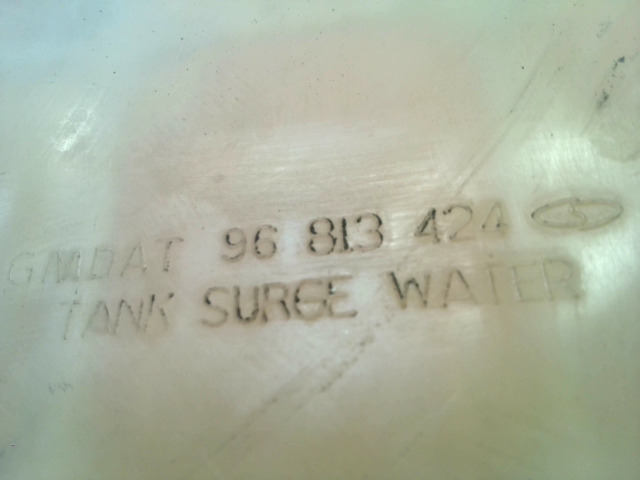 GMDAT 96 813 424
TANK SURGE WATER